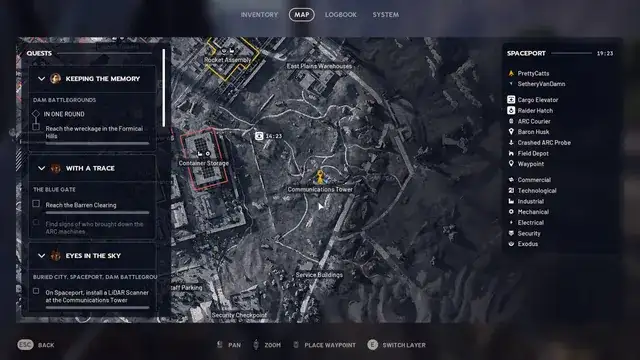 INVENTORY
MAP
LOGBOOK
SYSTEM
QUESTS
KEEPING THE MEMORY
DAM BATTLEGROUNDS
IN ONE ROUND
Reach the wreckage in the Formicai
Hills
WITH A TRACE
THE BLUE GATE
Reach the Barren Clearing
Find signs of who brought down the
ARC machines
EYES IN THE SKY
BURIED CITY, SPACEPORT, DAM BATTLEGROU
On Spaceport, install a LiDAR Scanner
at the Communications Tower
Rocket Assembly
East Plains Warehouses
14:23
Container Storage
Communications Tower
Service Buildings
Staff Parking
Security Checkpoint
SPACEPORT
19:23
PrettyCatts
SetheryVanDamn
Cargo Elevator
Raider Hatch
ARC Courier
Baron Husk
Crashed ARC Probe
Field Depot
Waypoint
Commercial
Technological
Industrial
Mechanical
Electrical
Security
Exodus
ESC BACK
PAN
ZOOM
PLACE WAYPOINT
E SWITCH LAYER